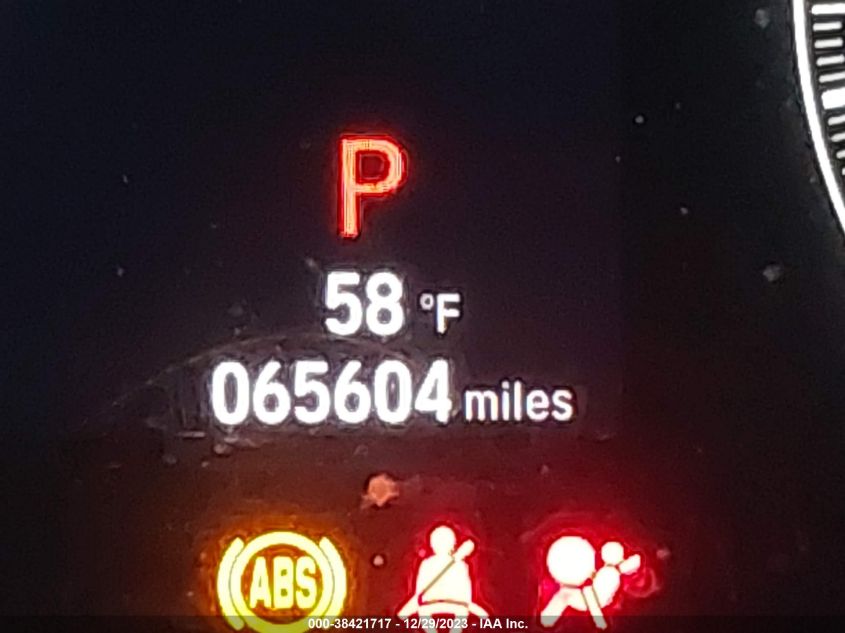 P
58 °F
065604 miles
ABS
000-38421717 - 12/29/2023 - IAA Inc.